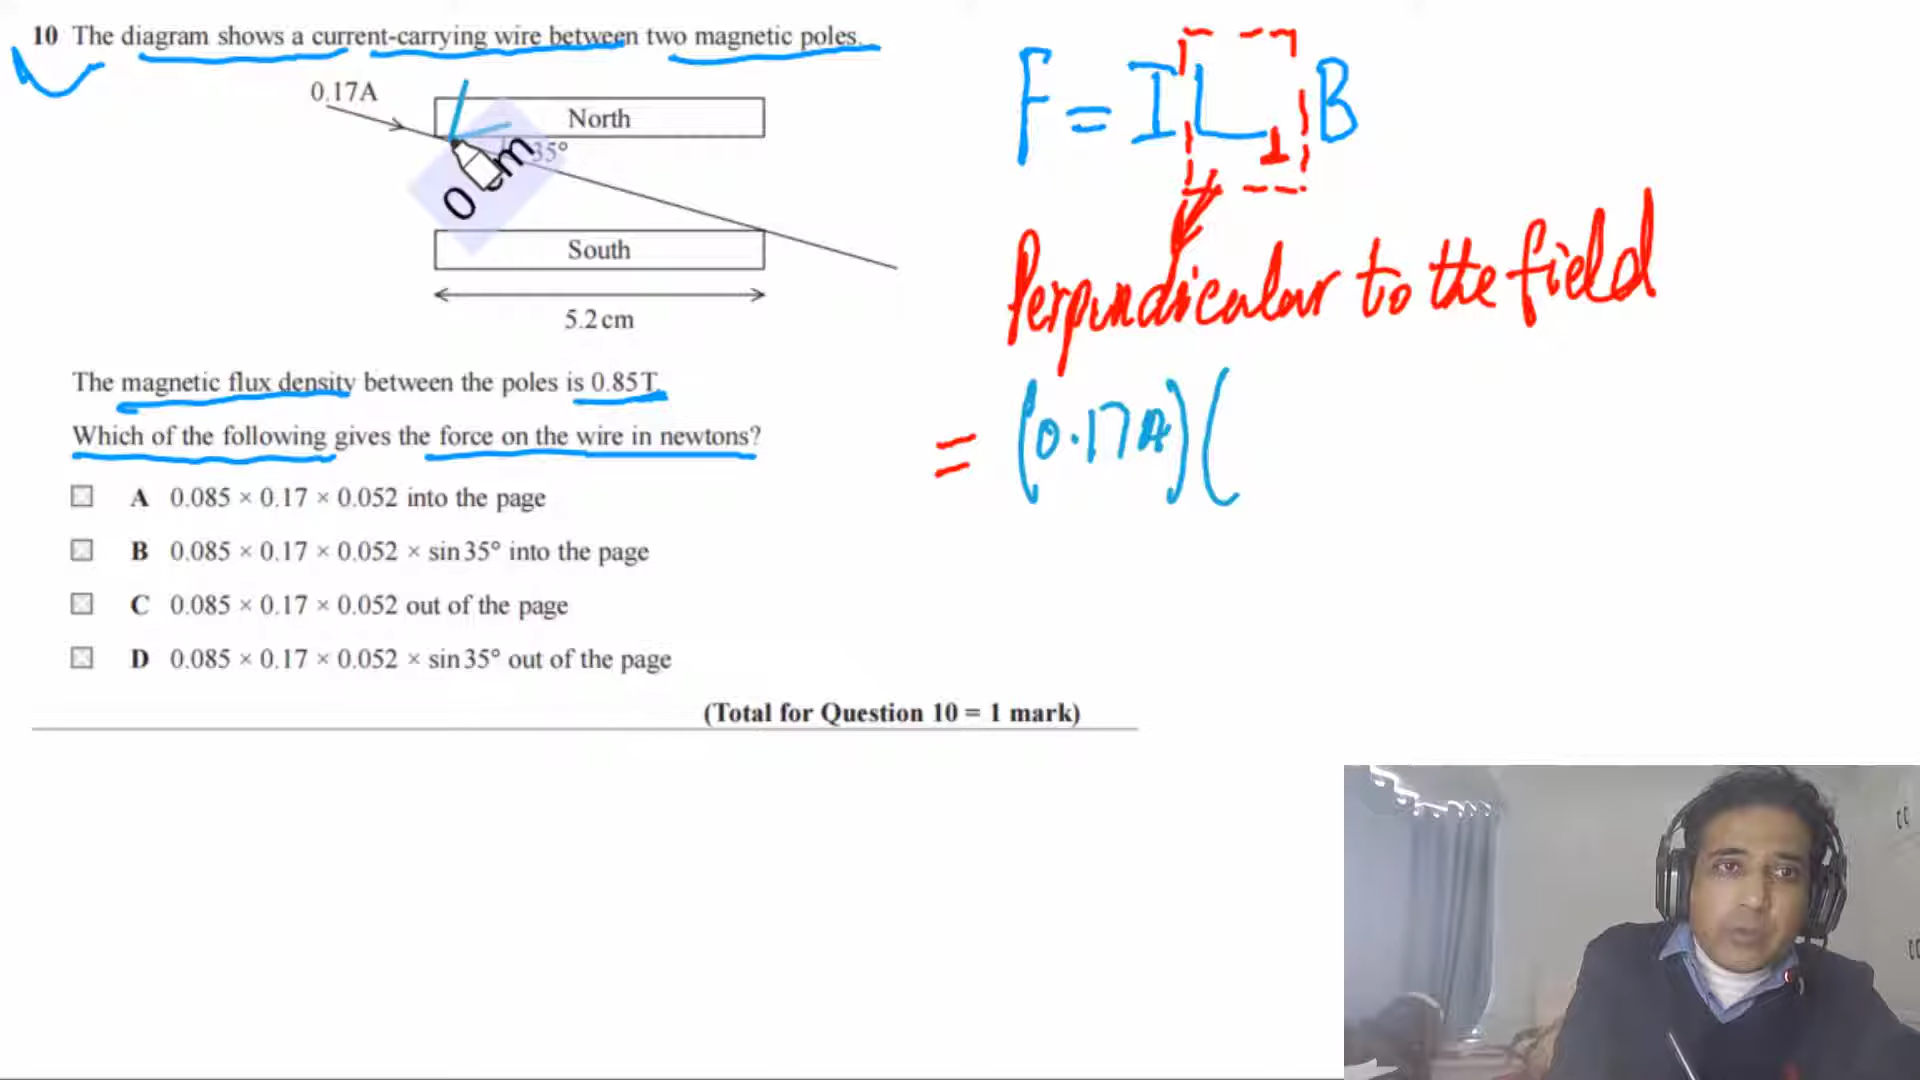 10 The diagram shows a current-carrying wire between two magnetic poles.
0.17A
North
35°
0 cm
South
5.2 cm
The magnetic flux density between the poles is 0.85T.
Which of the following gives the force on the wire in newtons?
A 0.085 × 0.17 × 0.052 into the page
B 0.085 × 0.17 × 0.052 × sin 35° into the page
C 0.085 × 0.17 × 0.052 out of the page
D 0.085 × 0.17 × 0.052 × sin 35° out of the page
(Total for Question 10 = 1 mark)
F = I L⊥ B
Perpendicular to the field
= (0.17A) (